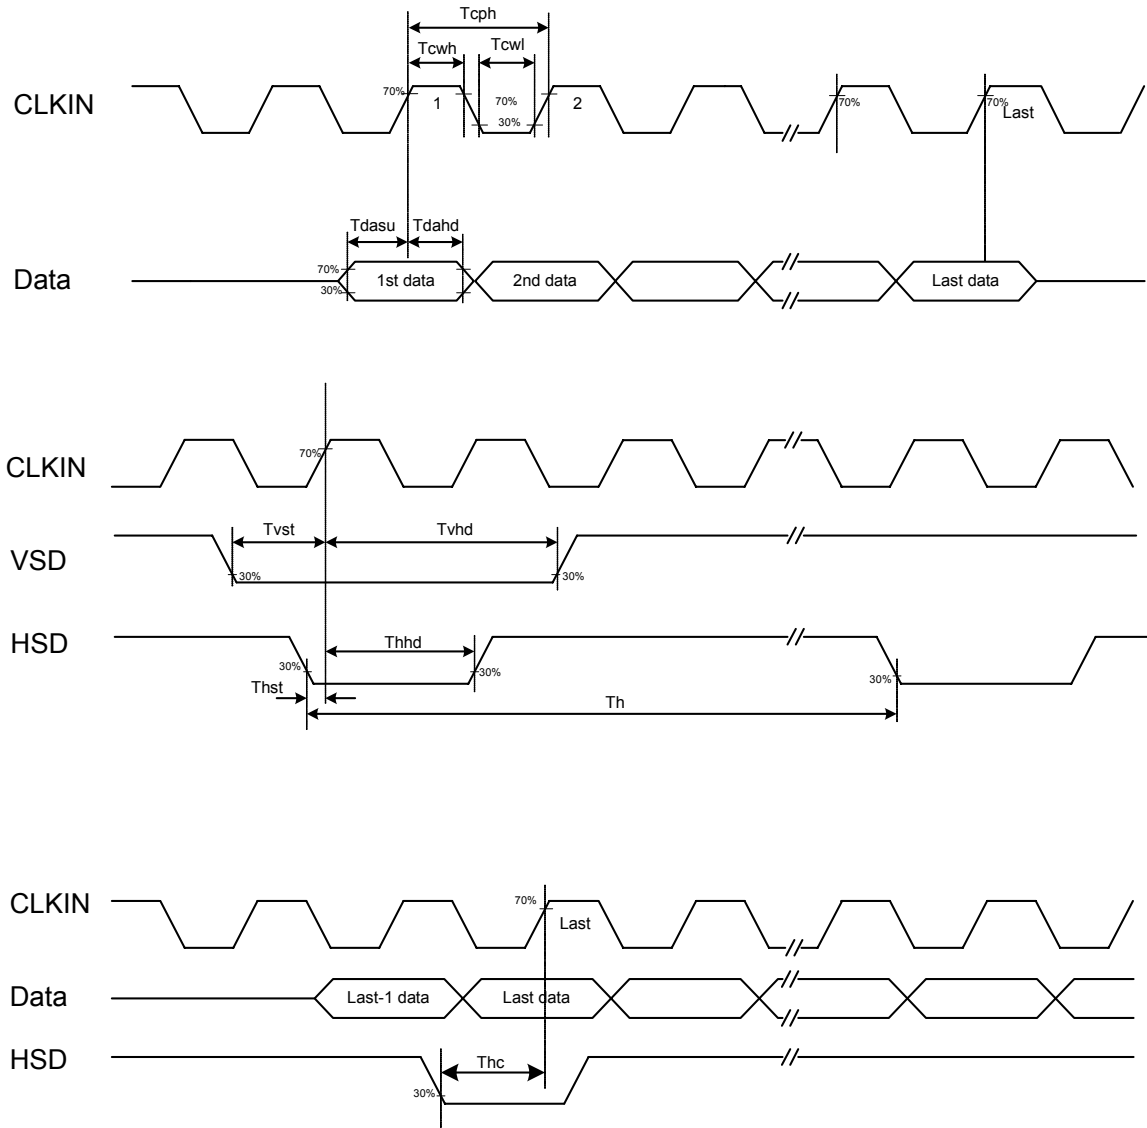 Tcph
Tcwh Tcwl
CLKIN 70% 1 70% 2 70% 70% Last
30%
Tdasu Tdahd
Data 70% 1st data 2nd data Last data
30%
CLKIN 70%
Tvst Tvhd
VSD 30% 30%
HSD Thhd
30% 30% 30%
Thst Th
CLKIN 70% Last
Data Last-1 data Last data
HSD Thc
30%